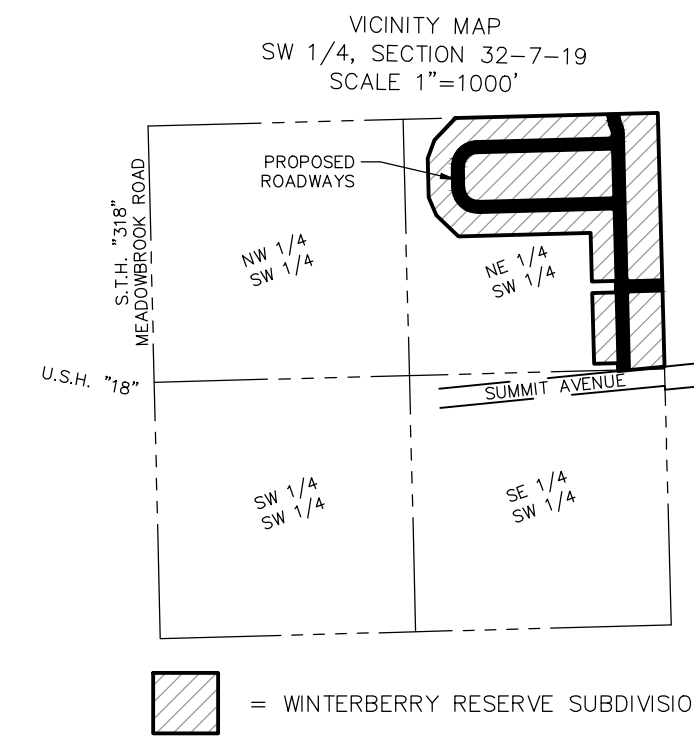 VICINITY MAP
SW 1/4, SECTION 32-7-19
SCALE 1"=1000'
PROPOSED
ROADWAYS
S.T.H. "318"
MEADOWBROOK ROAD
NW 1/4
SW 1/4
NE 1/4
SW 1/4
U.S.H. "18"
SUMMIT AVENUE
SW 1/4
SW 1/4
SE 1/4
SW 1/4
= WINTERBERRY RESERVE SUBDIVISIO